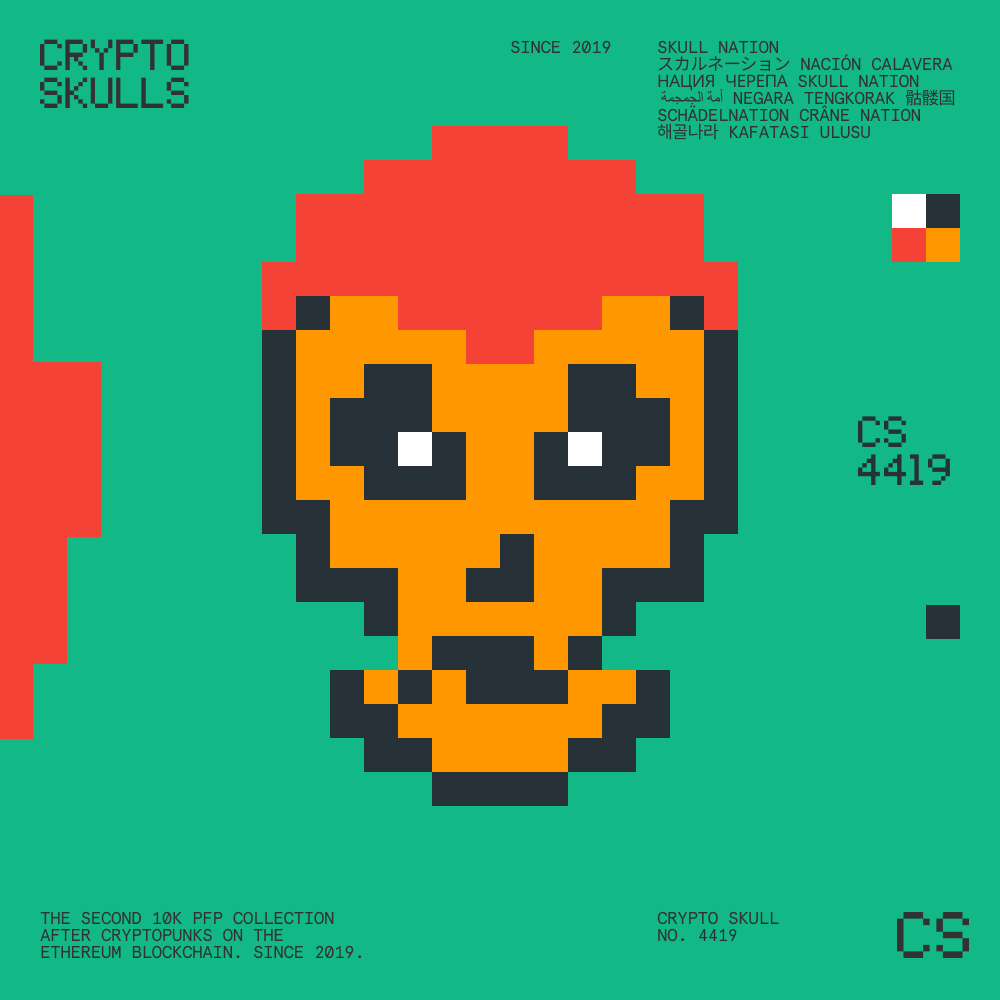 CRYPTO
SKULLS
SINCE 2019
SKULL NATION
スカルネーション NACIÓN CALAVERA
НАЦИЯ ЧЕРЕПА SKULL NATION
أمة الجمجمة NEGARA TENGKORAK 骷髅国
SCHÄDELNATION CRÂNE NATION
해골나라 KAFATASI ULUSU
CS
4419
THE SECOND 10K PFP COLLECTION
AFTER CRYPTOPUNKS ON THE
ETHEREUM BLOCKCHAIN. SINCE 2019.
CRYPTO SKULL
NO. 4419
CS